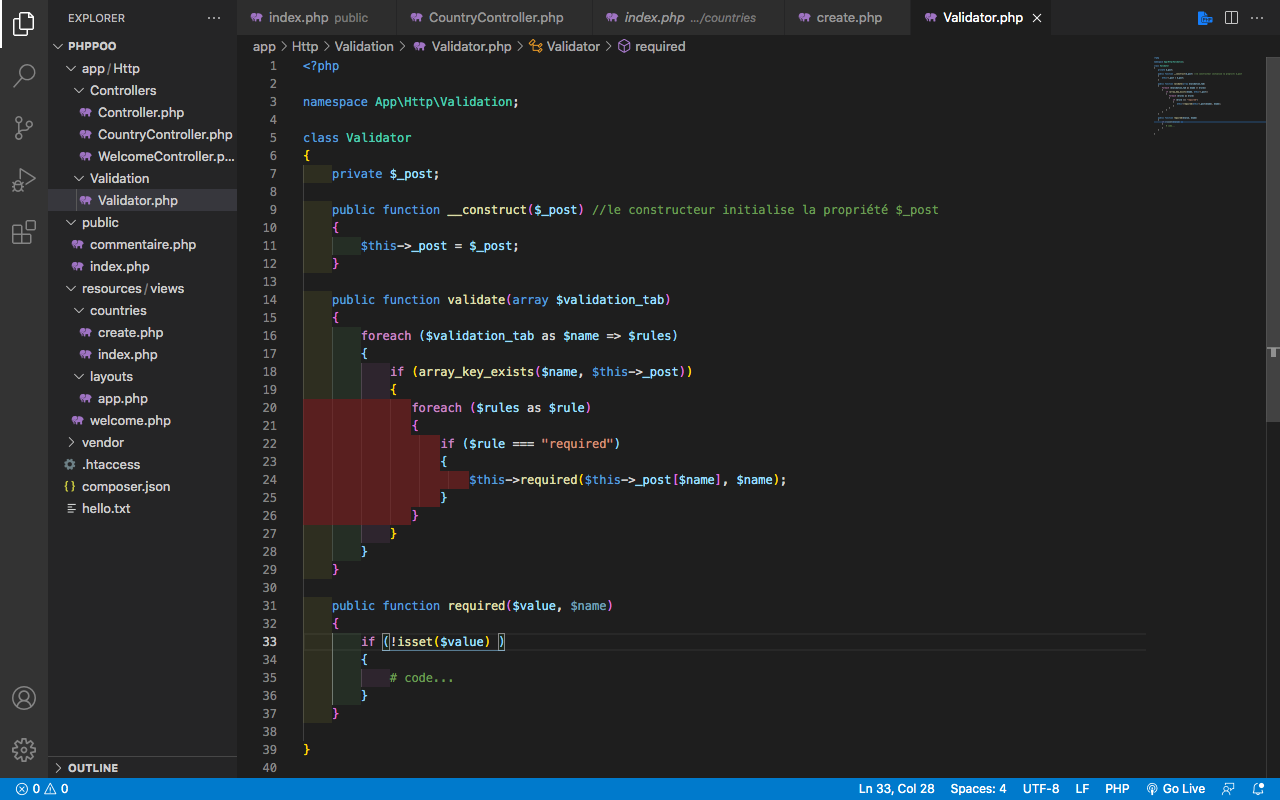 EXPLORER
index.php public
CountryController.php
index.php .../countries
create.php
Validator.php
PHPPOO
app/Http
Controllers
Controller.php
CountryController.php
WelcomeController.p...
Validation
Validator.php
public
commentaire.php
index.php
resources/views
countries
create.php
index.php
layouts
app.php
welcome.php
vendor
.htaccess
composer.json
hello.txt
OUTLINE
app > Http > Validation > Validator.php > Validator > required
1 <?php
2
3 namespace App\Http\Validation;
4
5 class Validator
6 {
7     private $_post;
8
9     public function __construct($_post) //le constructeur initialise la propriété $_post
10     {
11         $this->_post = $_post;
12     }
13
14     public function validate(array $validation_tab)
15     {
16         foreach ($validation_tab as $name => $rules)
17         {
18             if (array_key_exists($name, $this->_post))
19             {
20                foreach ($rules as $rule)
21                {
22                    if ($rule === "required")
23                    {
24                        $this->required($this->_post[$name], $name);
25                    }
26                }
27             }
28         }
29     }
30
31     public function required($value, $name)
32     {
33         if (!isset($value) )
34         {
35             # code...
36         }
37     }
38
39 }
40
0 0
Ln 33, Col 28
Spaces: 4
UTF-8
LF
PHP
Go Live